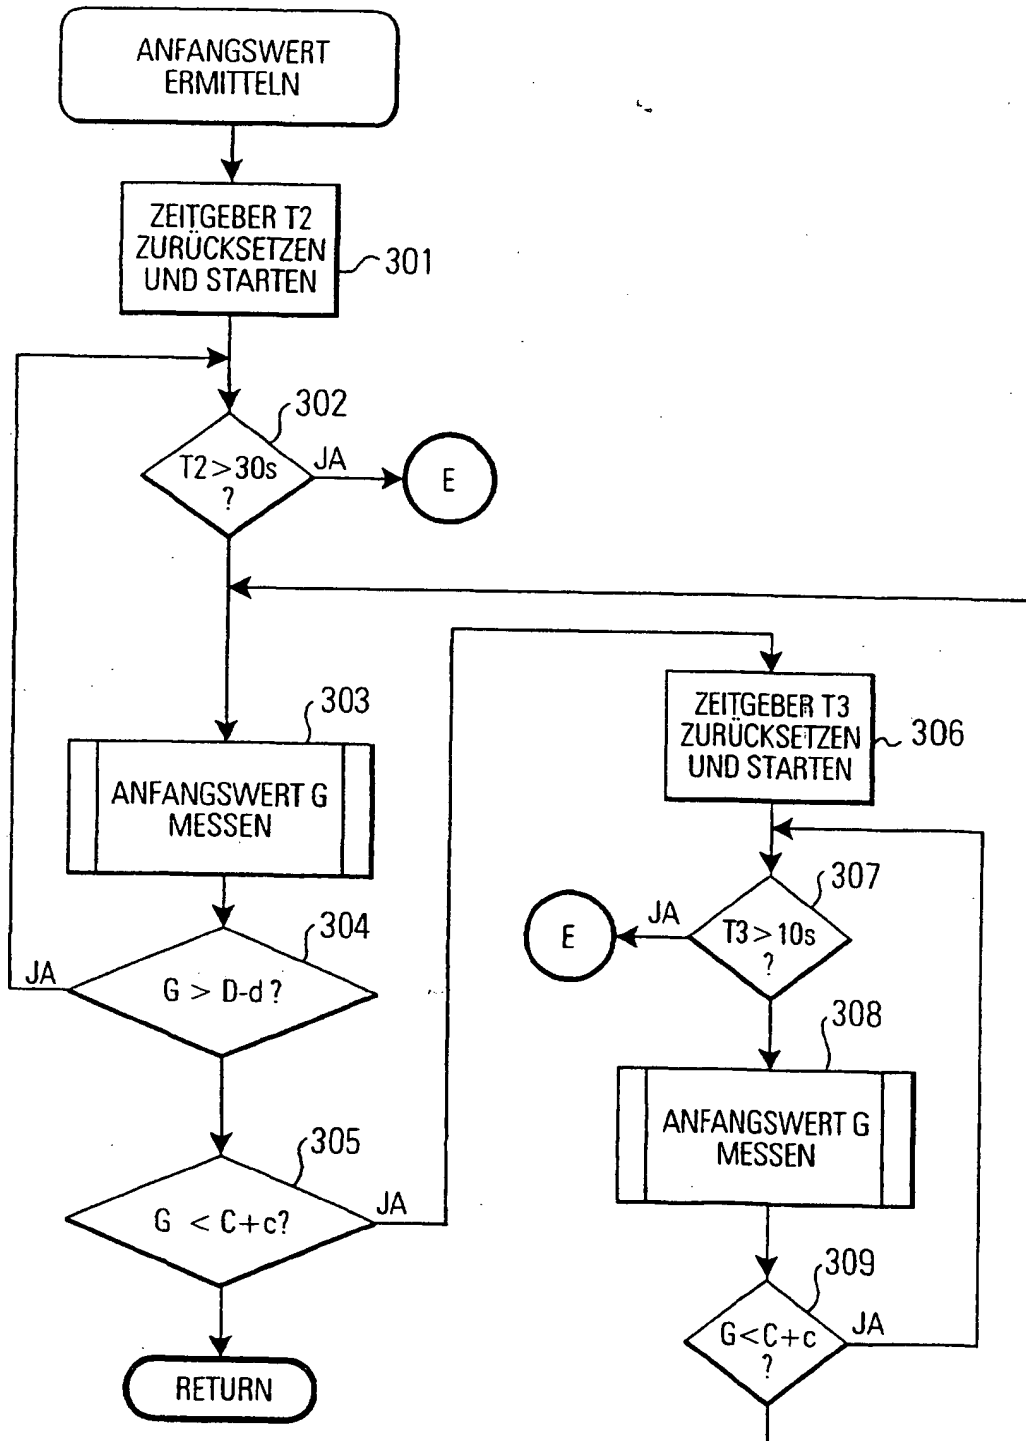 ANFANGSWERT
ERMITTELN
ZEITGEBER T2
ZURÜCKSETZEN
UND STARTEN
301
302
T2>30s
?
JA
E
303
ANFANGSWERT G
MESSEN
304
JA
G > D-d ?
305
G < C+c?
JA
RETURN
ZEITGEBER T3
ZURÜCKSETZEN
UND STARTEN
306
307
JA
E
T3>10s
?
308
ANFANGSWERT G
MESSEN
309
G<C+c
?
JA